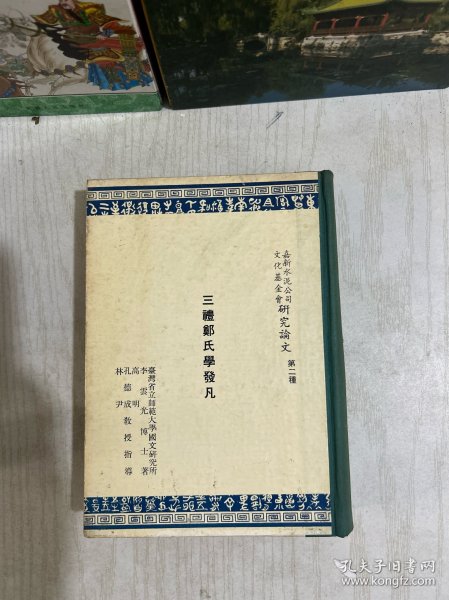 嘉新水泥公司
文化基金會
研究論文
第二種
三禮鄭氏學發凡
臺灣省立師範大學國文研究所
李雲光博士著
高明
孔德成教授指導
林尹
孔夫子旧书网
www.kongfz.com